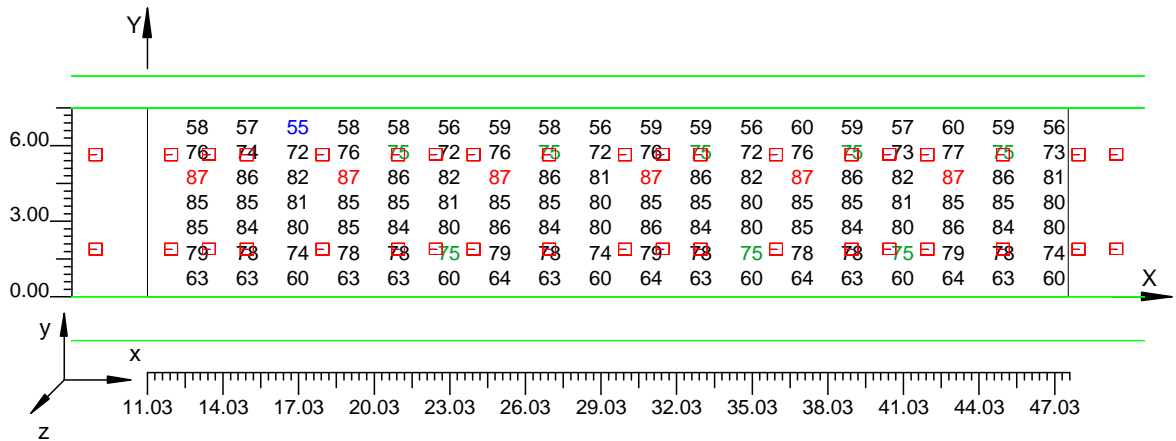 Y
58 57 55 58 58 56 59 58 56 59 59 56 60 59 57 60 59 56
6.00
76 74 72 76 75 72 76 75 72 76 75 72 76 75 73 77 75 73
87 86 82 87 86 82 87 86 81 87 86 82 87 86 82 87 86 81
85 85 81 85 85 81 85 85 80 85 85 80 85 85 81 85 85 80
3.00
85 84 80 85 84 80 86 84 80 86 84 80 86 84 80 86 84 80
79 78 74 78 78 75 79 78 74 79 78 75 78 78 75 79 78 74
63 63 60 63 63 60 64 63 60 64 63 60 64 63 60 64 63 60
0.00
X
y
x
11.03 14.03 17.03 20.03 23.03 26.03 29.03 32.03 35.03 38.03 41.03 44.03 47.03
z